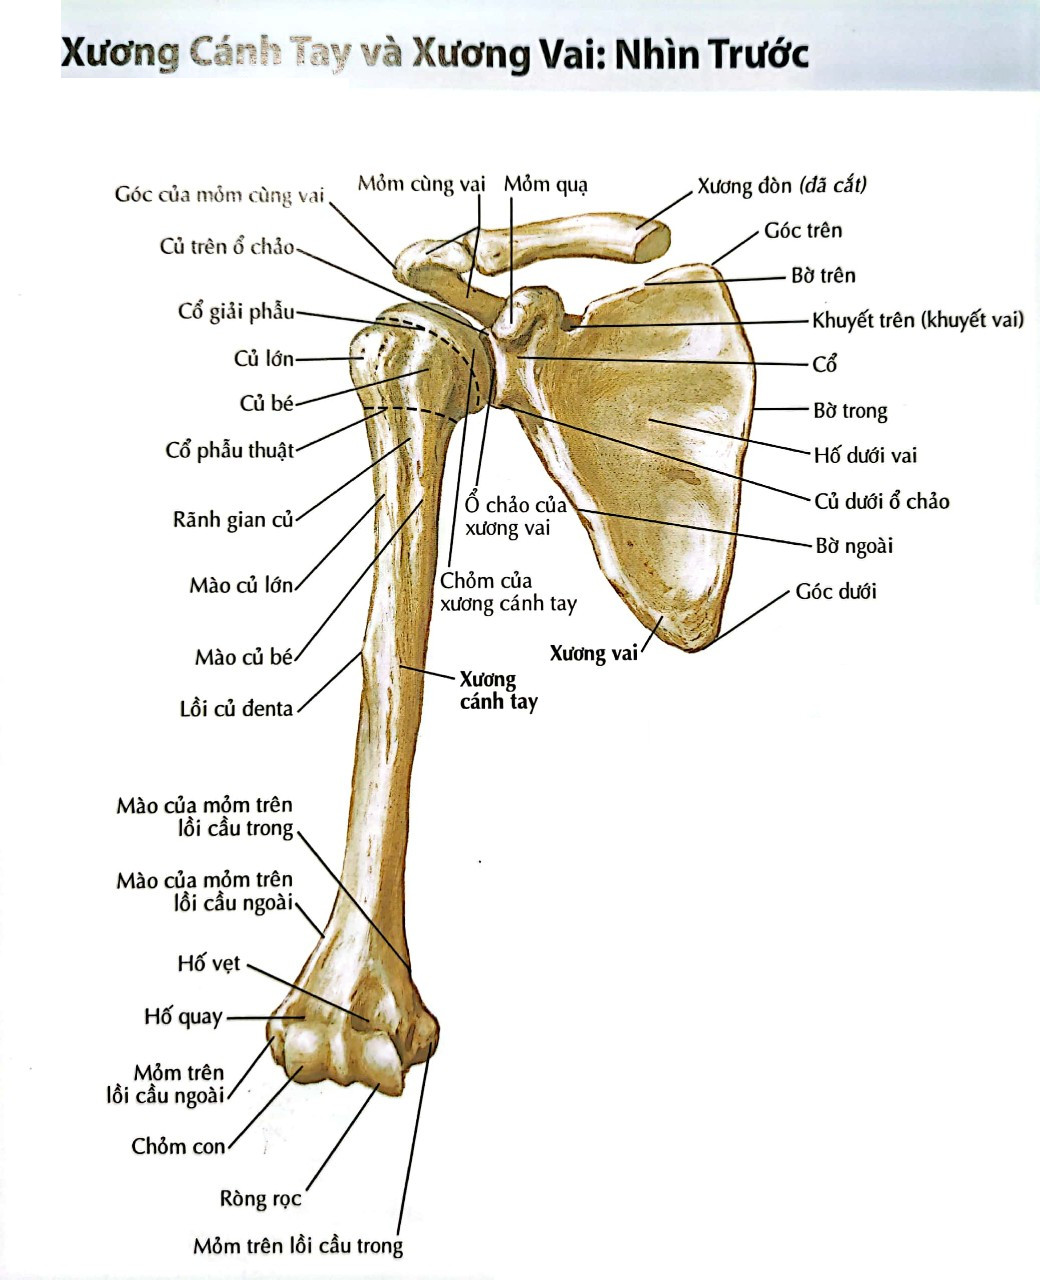 Xương Cánh Tay và Xương Vai: Nhìn Trước
Góc của mỏm cùng vai
Mỏm cùng vai
Mỏm quạ
Xương đòn (đã cắt)
Củ trên ổ chảo
Góc trên
Bờ trên
Cổ giải phẫu
Khuyết trên (khuyết vai)
Củ lớn
Cổ
Củ bé
Bờ trong
Cổ phẫu thuật
Hố dưới vai
Rãnh gian củ
Ổ chảo của
xương vai
Củ dưới ổ chảo
Bờ ngoài
Mào củ lớn
Chỏm của
xương cánh tay
Góc dưới
Mào củ bé
Xương vai
Lồi củ đenta
Xương
cánh tay
Mào của mỏm trên
lồi cầu trong
Mào của mỏm trên
lồi cầu ngoài
Hố vẹt
Hố quay
Mỏm trên
lồi cầu ngoài
Chỏm con
Ròng rọc
Mỏm trên lồi cầu trong